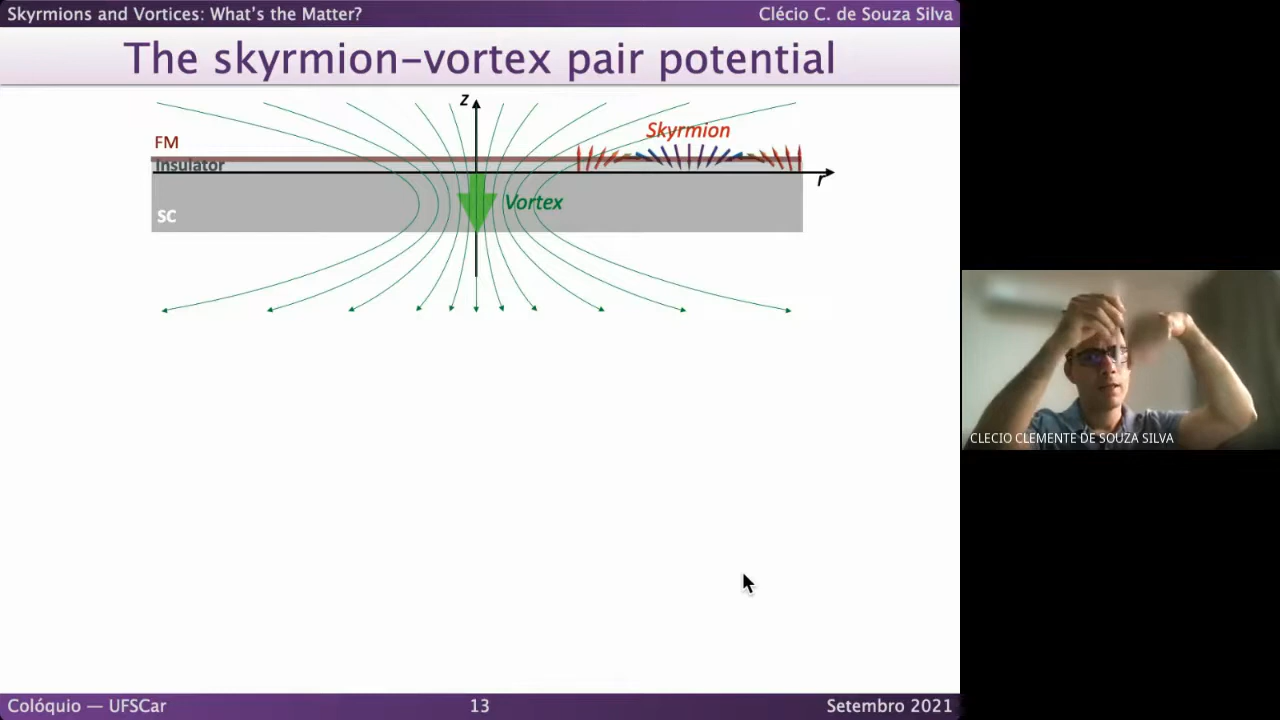 Skyrmions and Vortices: What's the Matter?
Clécio C. de Souza Silva
The skyrmion–vortex pair potential
z
FM
Skyrmion
Insulator
r
Vortex
SC
CLECIO CLEMENTE DE SOUZA SILVA
Colóquio — UFSCar
13
Setembro 2021